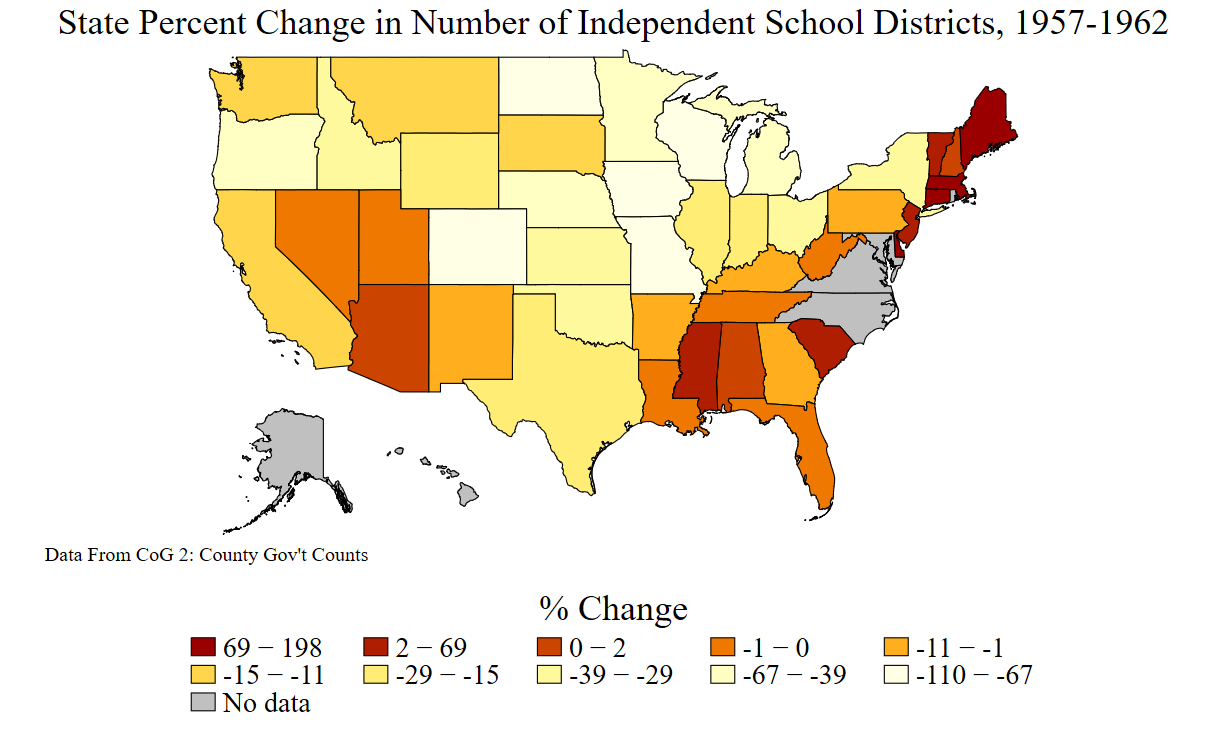 State Percent Change in Number of Independent School Districts, 1957-1962
Data From CoG 2: County Gov't Counts
% Change
69 − 198 2 − 69 0 − 2 -1 − 0 -11 − -1
-15 − -11 -29 − -15 -39 − -29 -67 − -39 -110 − -67
No data